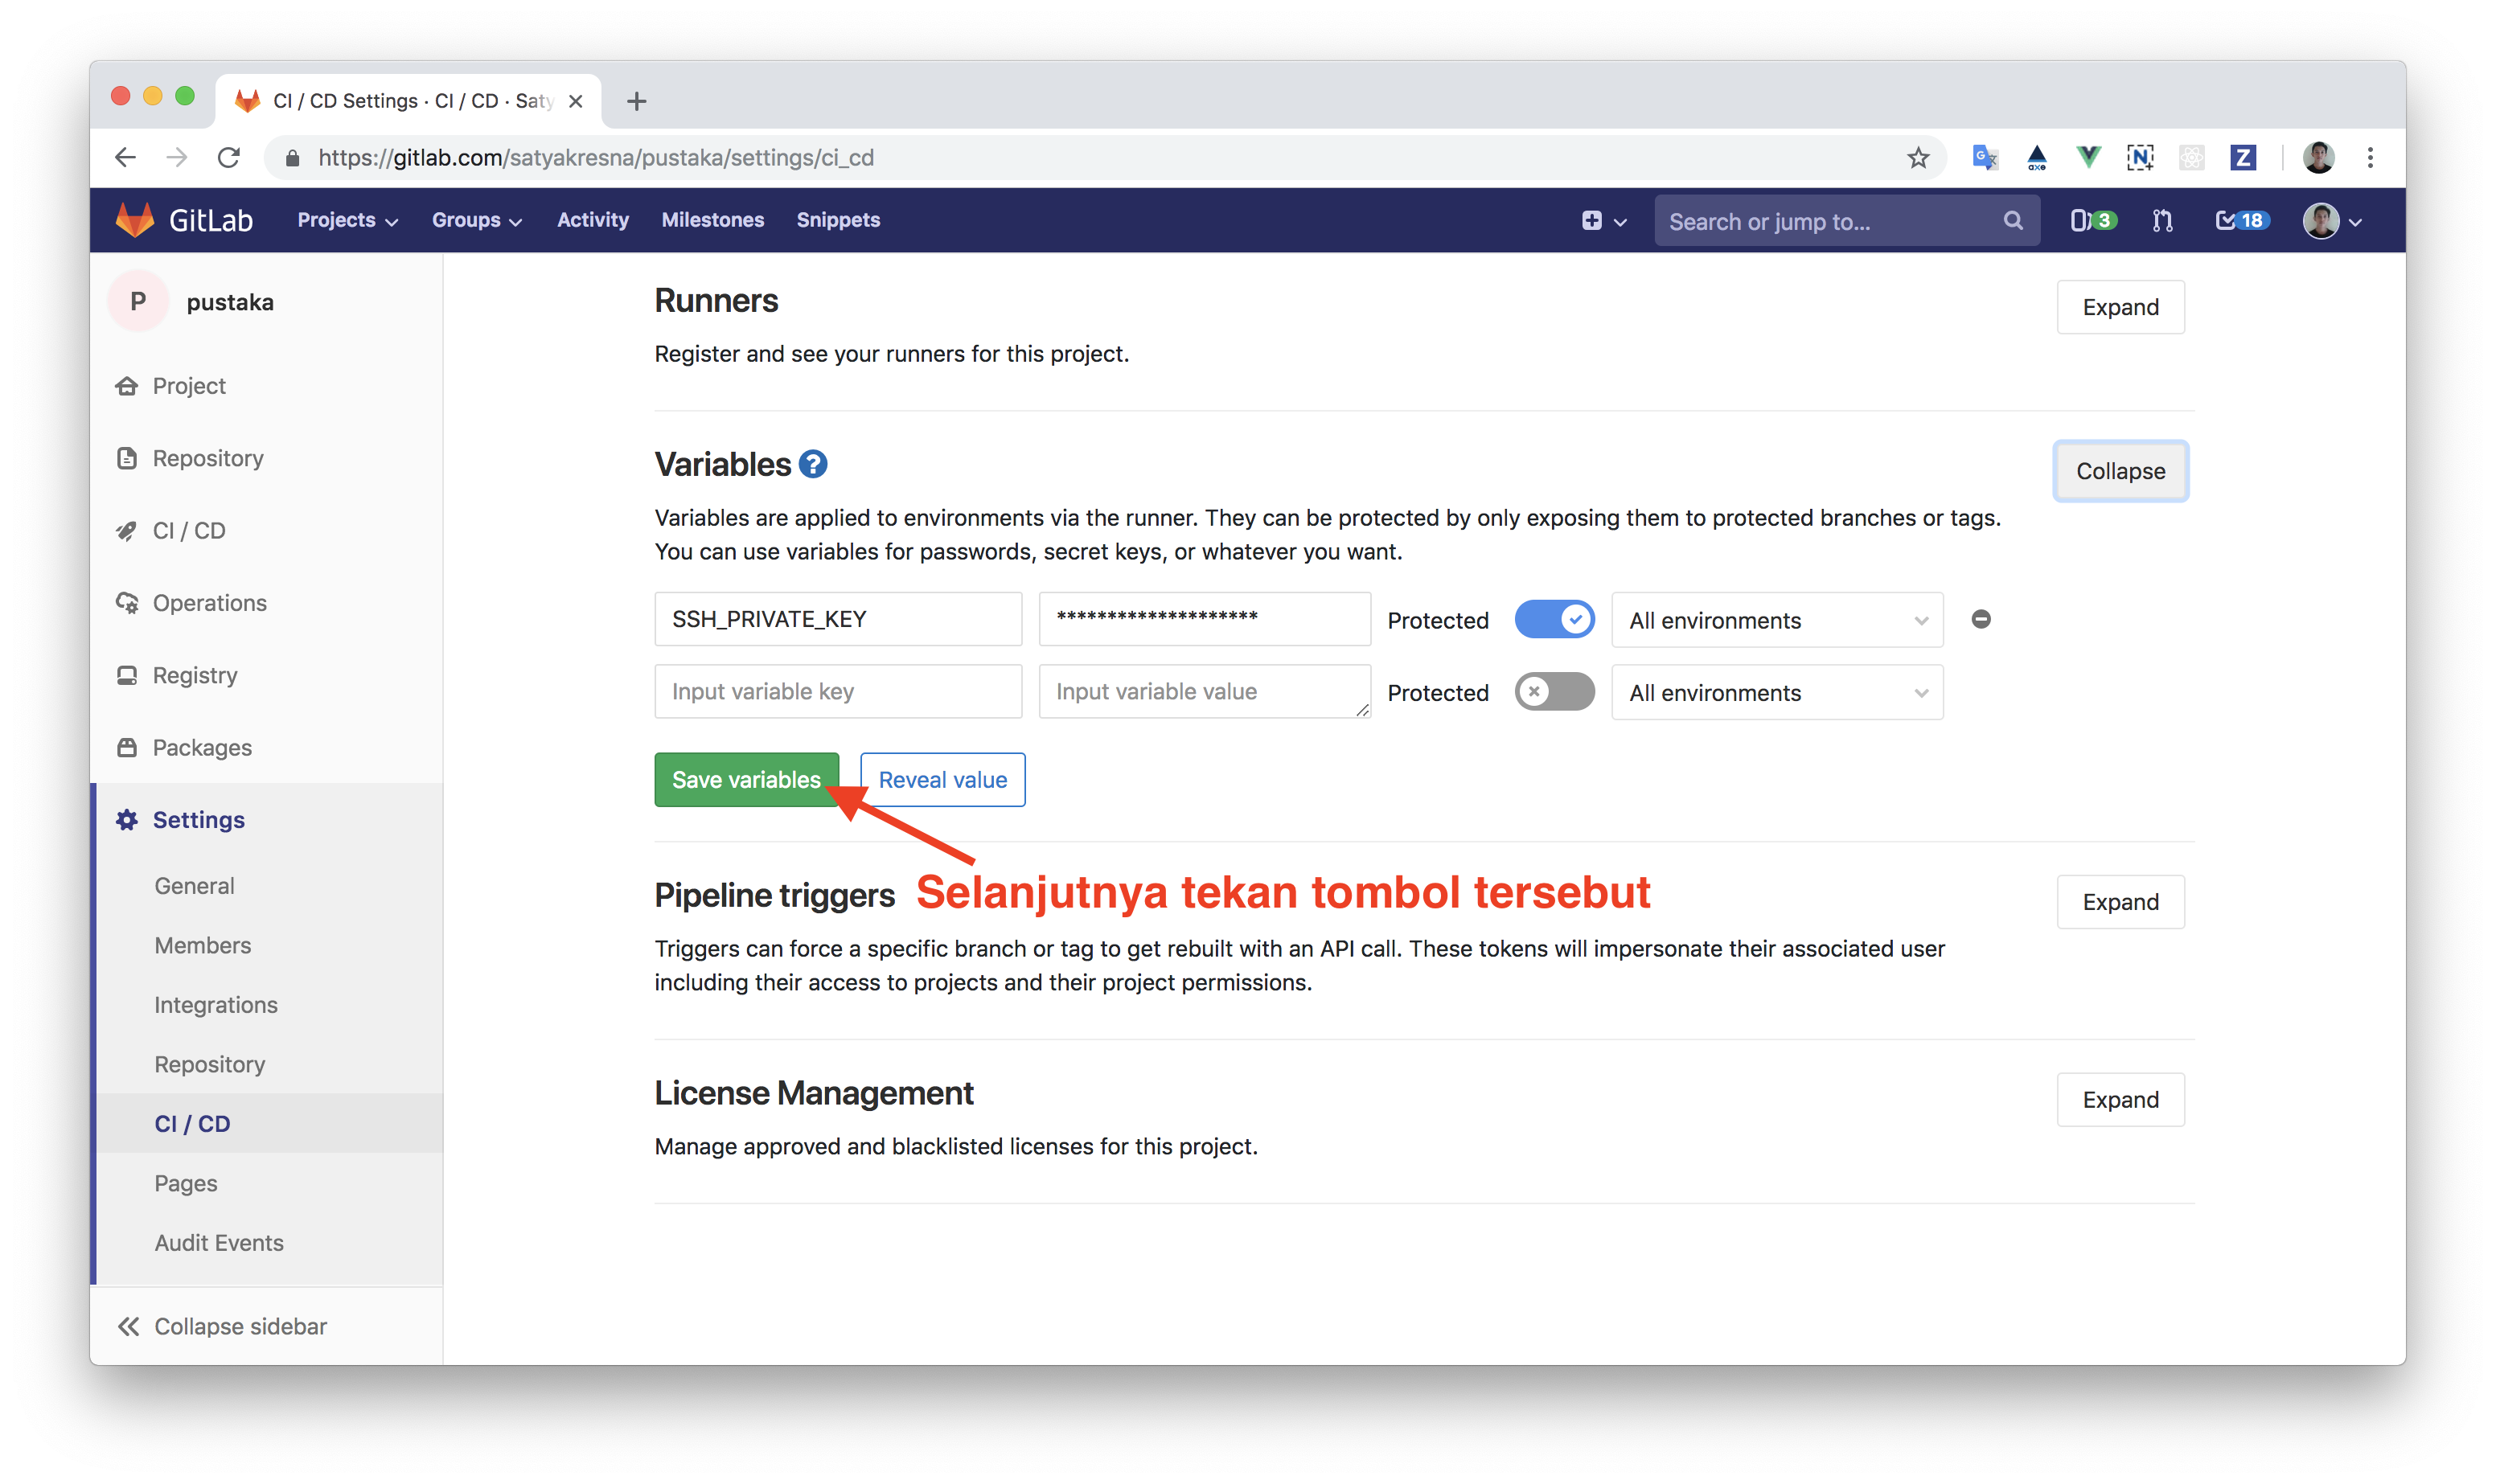 CI / CD Settings · CI / CD · Saty
https://gitlab.com/satyakresna/pustaka/settings/ci_cd
GitLab Projects Groups Activity Milestones Snippets Search or jump to... 3 18
P pustaka
Project
Repository
CI / CD
Operations
Registry
Packages
Settings
General
Members
Integrations
Repository
CI / CD
Pages
Audit Events
Collapse sidebar
Runners Expand
Register and see your runners for this project.
Variables ? Collapse
Variables are applied to environments via the runner. They can be protected by only exposing them to protected branches or tags.
You can use variables for passwords, secret keys, or whatever you want.
SSH_PRIVATE_KEY ******************** Protected All environments
Input variable key Input variable value Protected All environments
Save variables Reveal value
Pipeline triggers Selanjutnya tekan tombol tersebut Expand
Triggers can force a specific branch or tag to get rebuilt with an API call. These tokens will impersonate their associated user
including their access to projects and their project permissions.
License Management Expand
Manage approved and blacklisted licenses for this project.